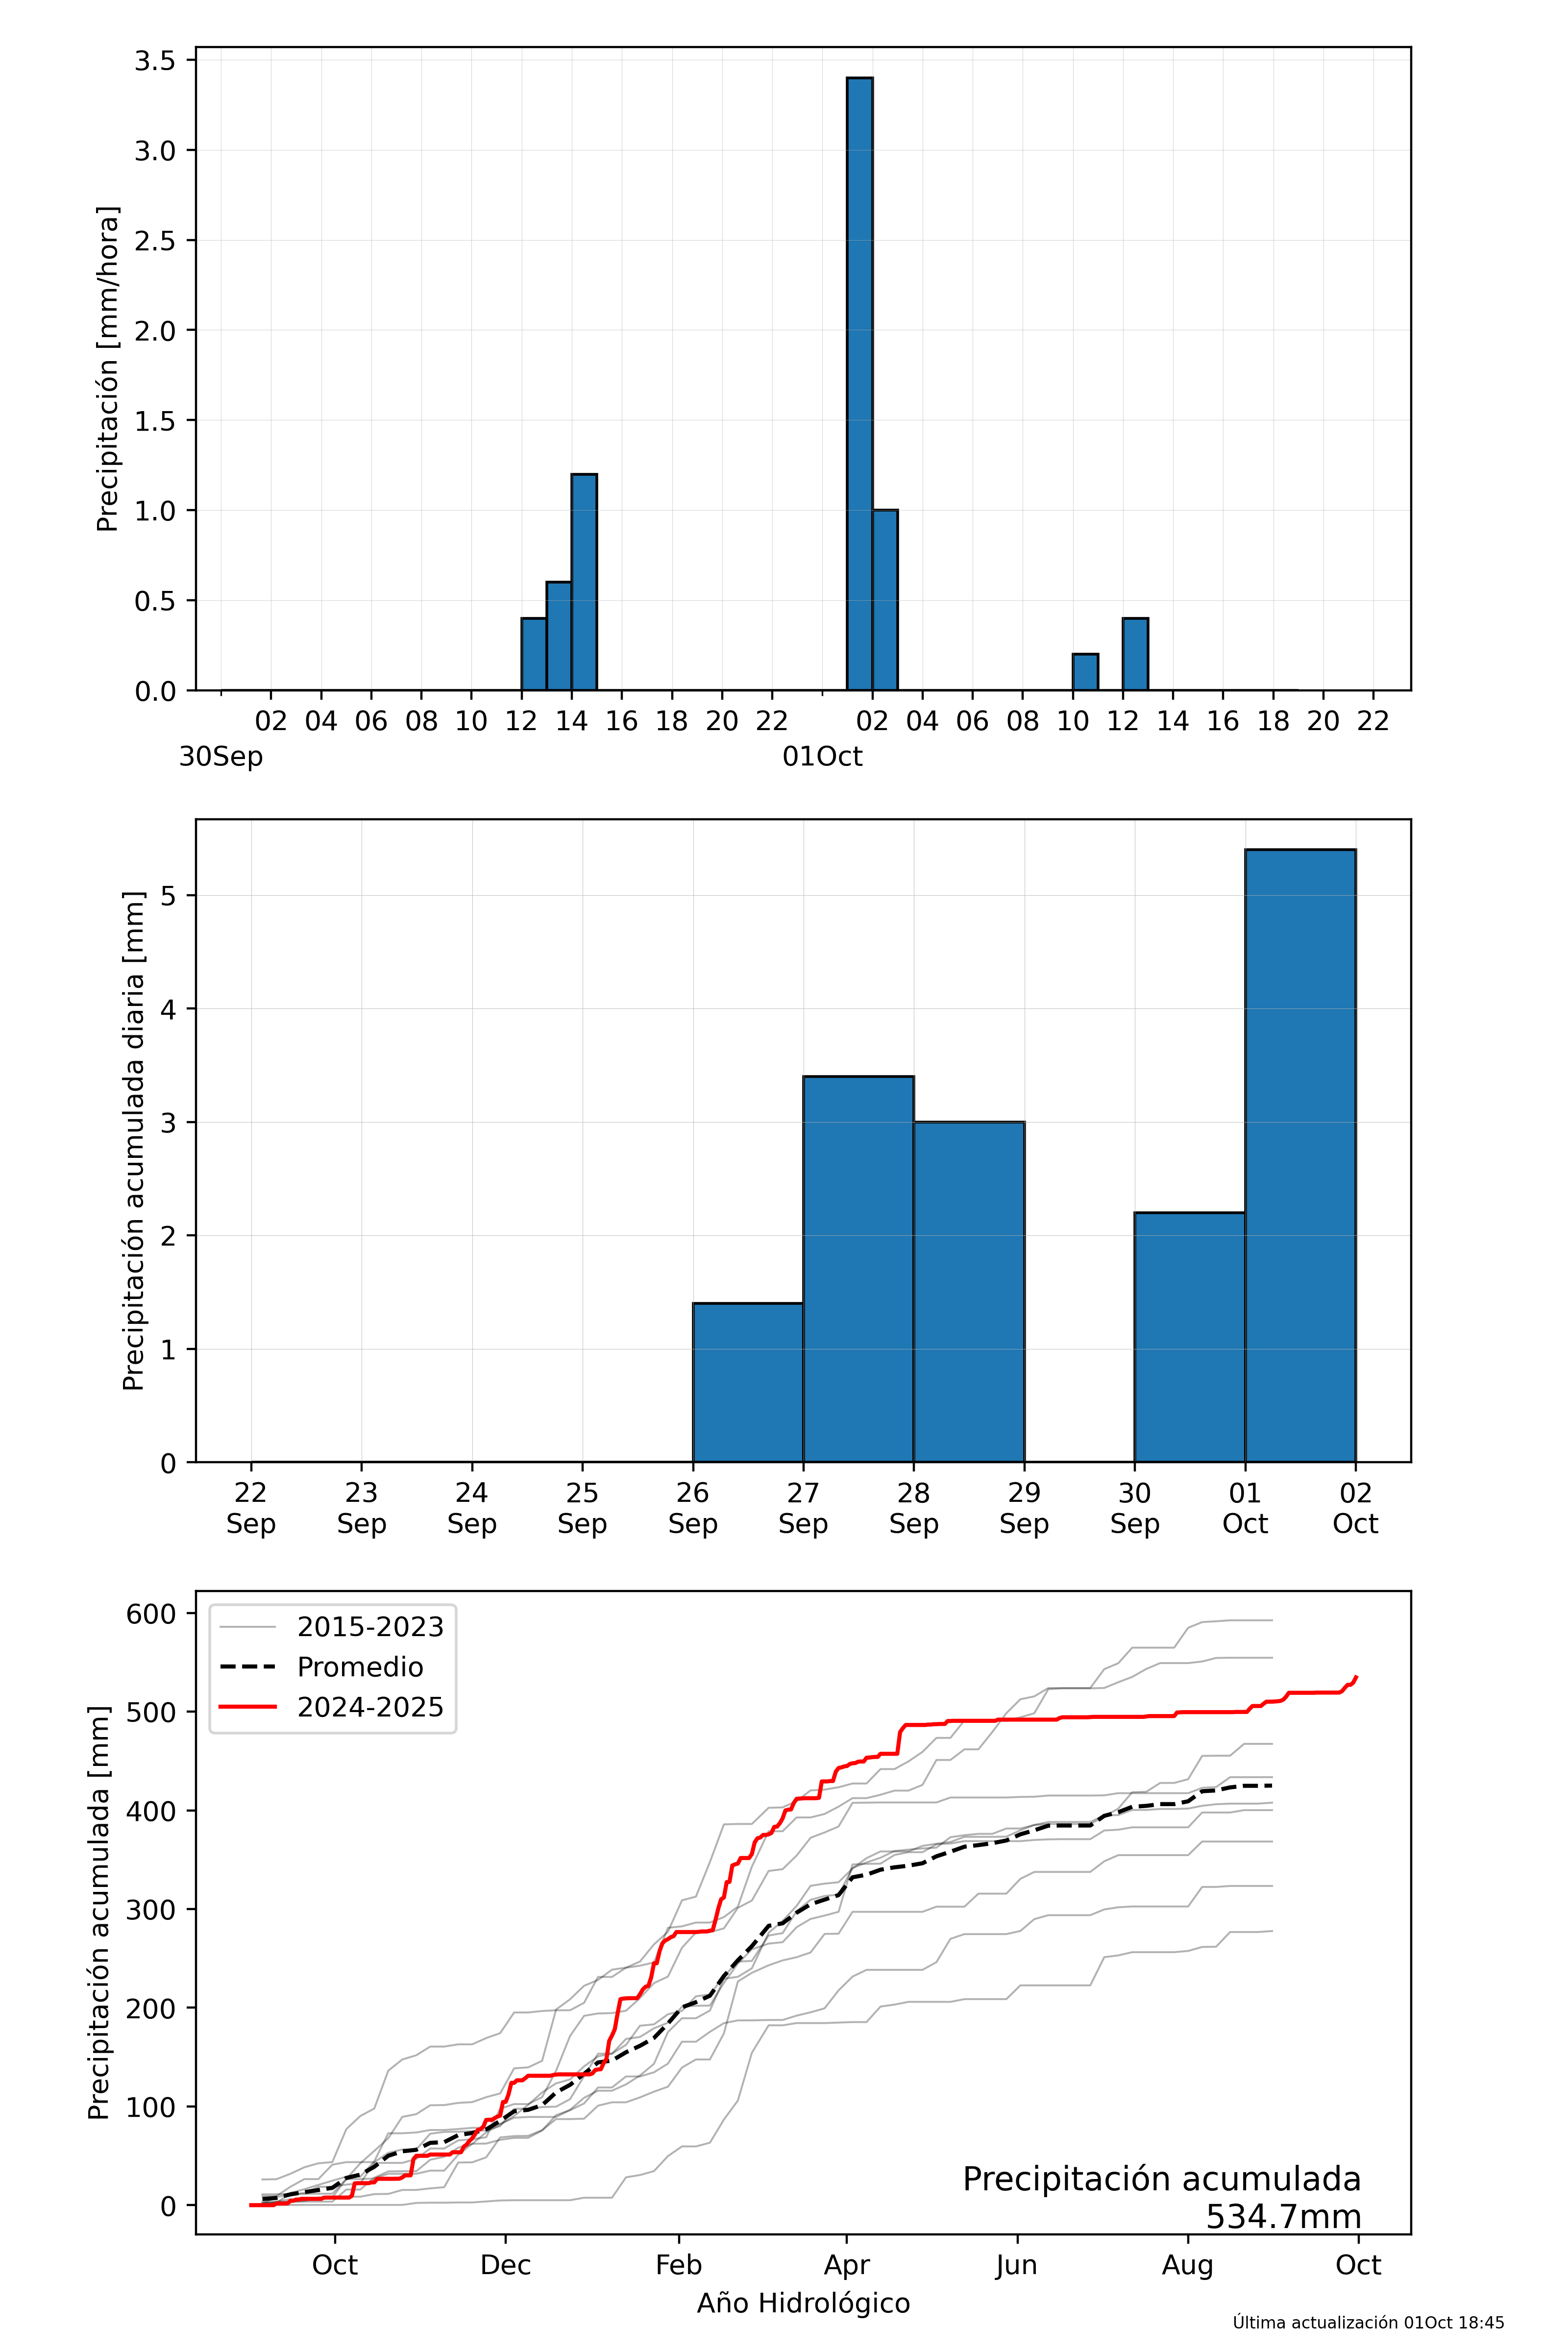 3.5
3.0
2.5
2.0
1.5
1.0
0.5
0.0
Precipitación [mm/hora]
02 04 06 08 10 12 14 16 18 20 22 02 04 06 08 10 12 14 16 18 20 22
30Sep 01Oct
5
4
3
2
1
0
Precipitación acumulada diaria [mm]
22 23 24 25 26 27 28 29 30 01 02
Sep Sep Sep Sep Sep Sep Sep Sep Sep Oct Oct
600
500
400
300
200
100
0
Precipitación acumulada [mm]
2015-2023
Promedio
2024-2025
Precipitación acumulada
534.7mm
Oct Dec Feb Apr Jun Aug Oct
Año Hidrológico
Última actualización 01Oct 18:45